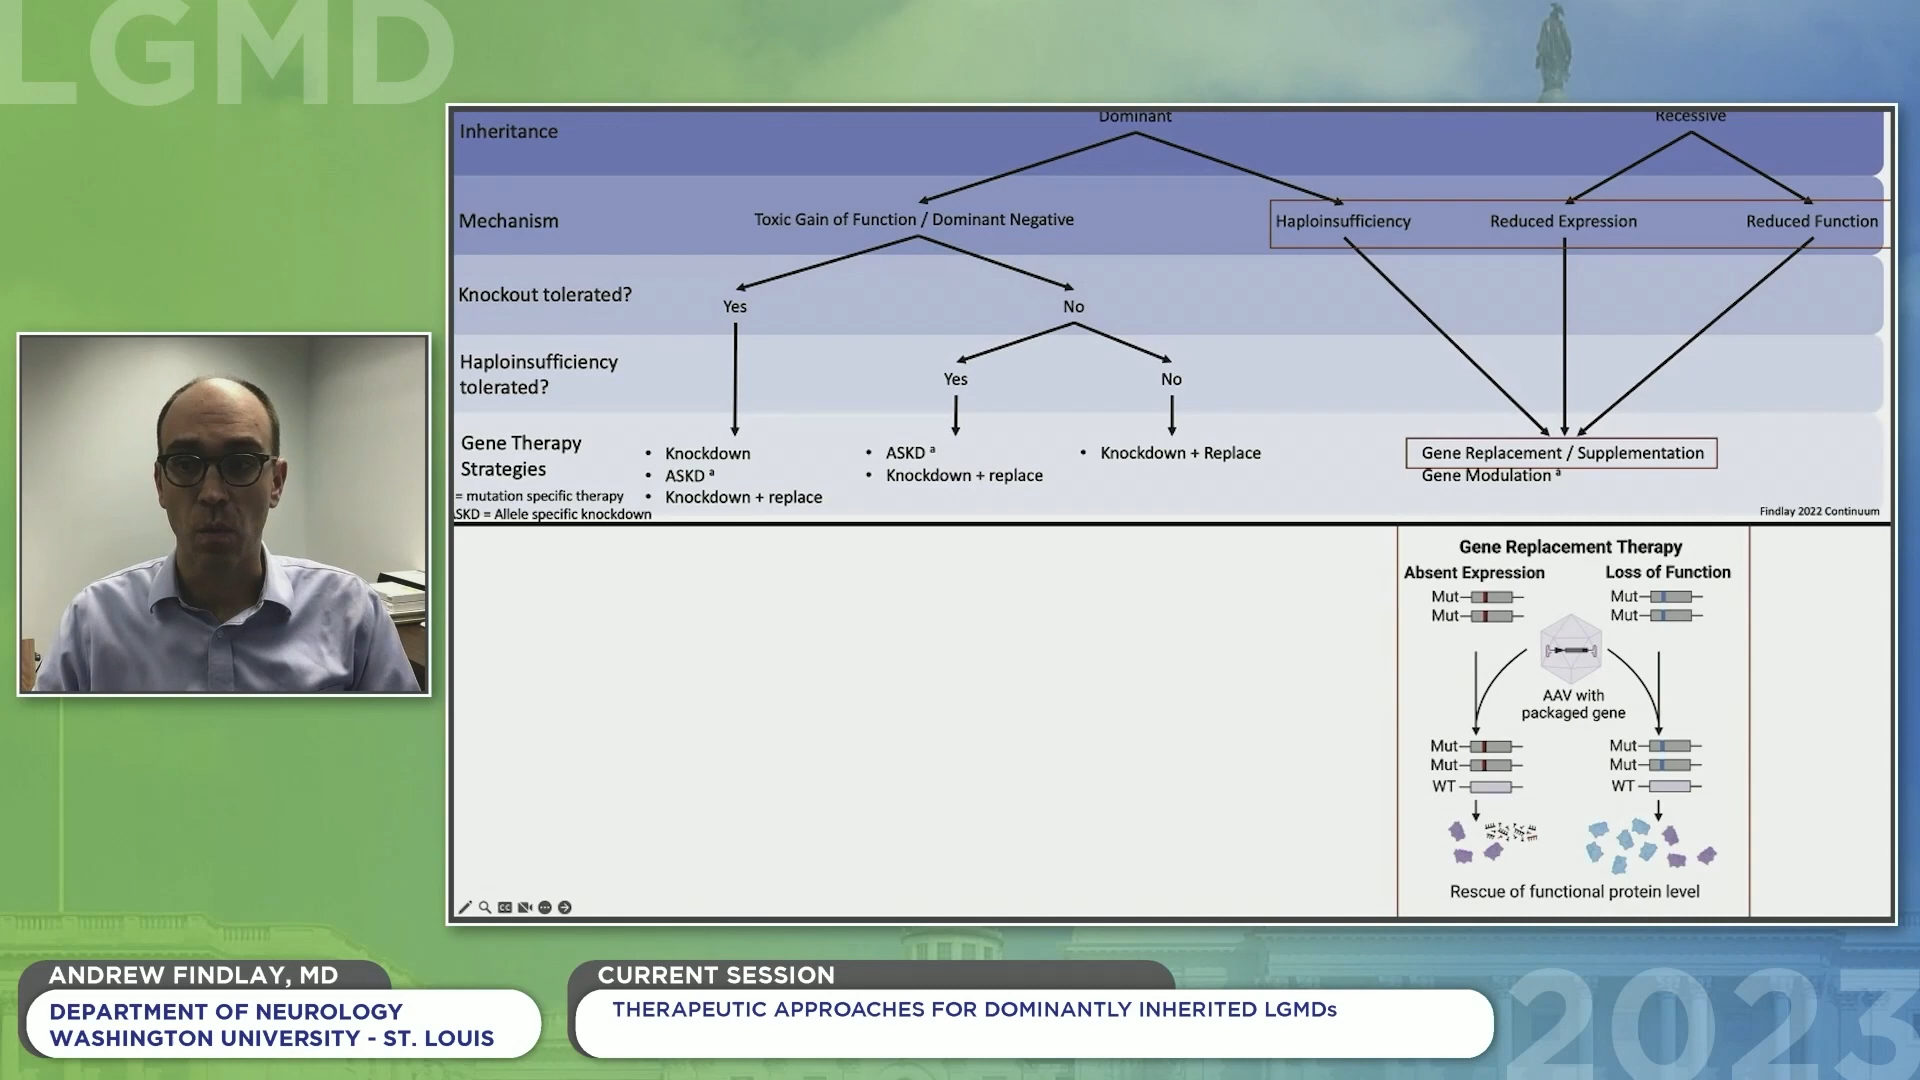 LGMD
Dominant
Recessive
Inheritance
Mechanism
Toxic Gain of Function / Dominant Negative
Haploinsufficiency
Reduced Expression
Reduced Function
Knockout tolerated?
Yes
No
Haploinsufficiency
tolerated?
Yes
No
Gene Therapy
Strategies
• Knockdown
• ASKD ª
• Knockdown + replace
• ASKD ª
• Knockdown + replace
• Knockdown + Replace
Gene Replacement / Supplementation
Gene Modulation ª
= mutation specific therapy
SKD = Allele specific knockdown
Findlay 2022 Continuum
Gene Replacement Therapy
Absent Expression
Loss of Function
Mut
Mut
Mut
Mut
AAV with
packaged gene
Mut
Mut
WT
Mut
Mut
WT
Rescue of functional protein level
CC
ANDREW FINDLAY, MD
DEPARTMENT OF NEUROLOGY
WASHINGTON UNIVERSITY - ST. LOUIS
CURRENT SESSION
THERAPEUTIC APPROACHES FOR DOMINANTLY INHERITED LGMDs
2023